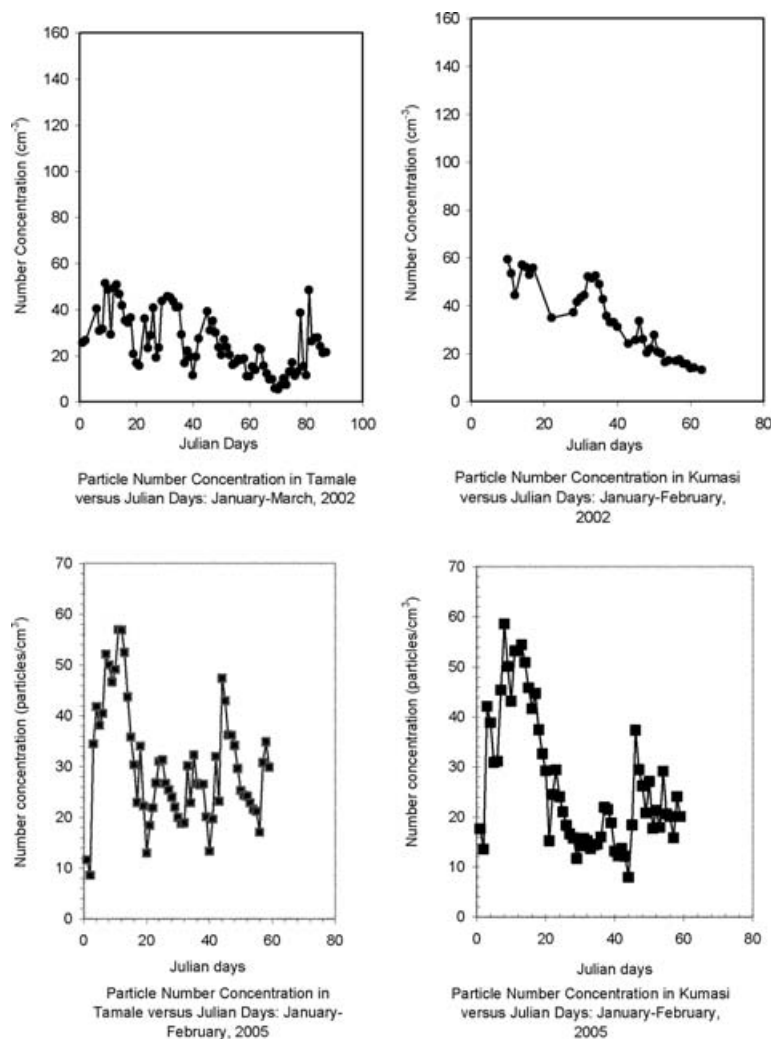 160
140
120
100
80
60
40
20
0
Number Concentration (cm⁻³)
0 20 40 60 80 100
Julian Days
Particle Number Concentration in Tamale
versus Julian Days: January-March, 2002
160
140
120
100
80
60
40
20
0
Number Concentration (cm⁻³)
0 20 40 60 80
Julian days
Particle Number Concentration in Kumasi
versus Julian Days: January-February,
2002
70
60
50
40
30
20
10
0
Number concentration (particles/cm³)
0 20 40 60 80
Julian days
Particle Number Concentration in
Tamale versus Julian Days: January-
February, 2005
70
60
50
40
30
20
10
0
Number concentration (particles/cm³)
0 20 40 60 80
Julian days
Particle Number Concentration in Kumasi
versus Julian Days: January-February,
2005